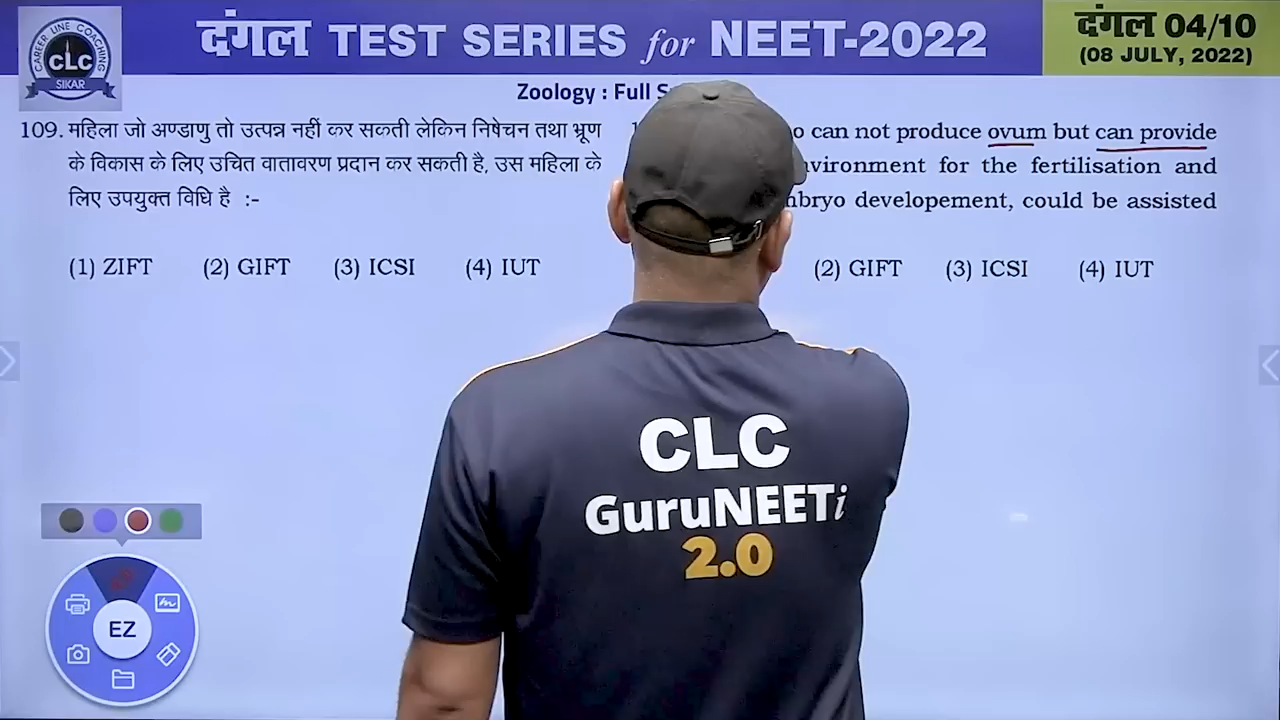 CAREER LINE COACHING
CLC
SIKAR
दंगल TEST SERIES for NEET-2022
दंगल 04/10
(08 JULY, 2022)
Zoology : Full
109. महिला जो अण्डाणु तो उत्पन्न नहीं कर सकती लेकिन निषेचन तथा भ्रूण
के विकास के लिए उचित वातावरण प्रदान कर सकती है, उस महिला के
लिए उपयुक्त विधि है :-
(1) ZIFT (2) GIFT (3) ICSI (4) IUT
can not produce ovum but can provide
for the fertilisation and
developement, could be assisted
(2) GIFT (3) ICSI (4) IUT
CLC
GuruNEETi
2.0
EZ